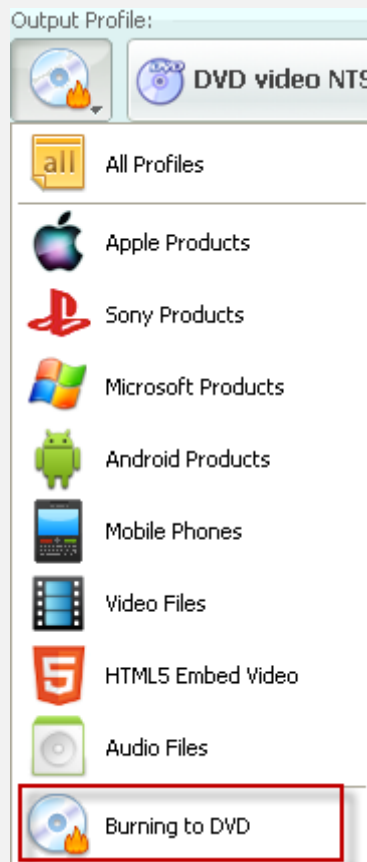 Output Profile:
DVD video NTS
all
All Profiles
Apple Products
Sony Products
Microsoft Products
Android Products
Mobile Phones
Video Files
5
HTML5 Embed Video
Audio Files
Burning to DVD